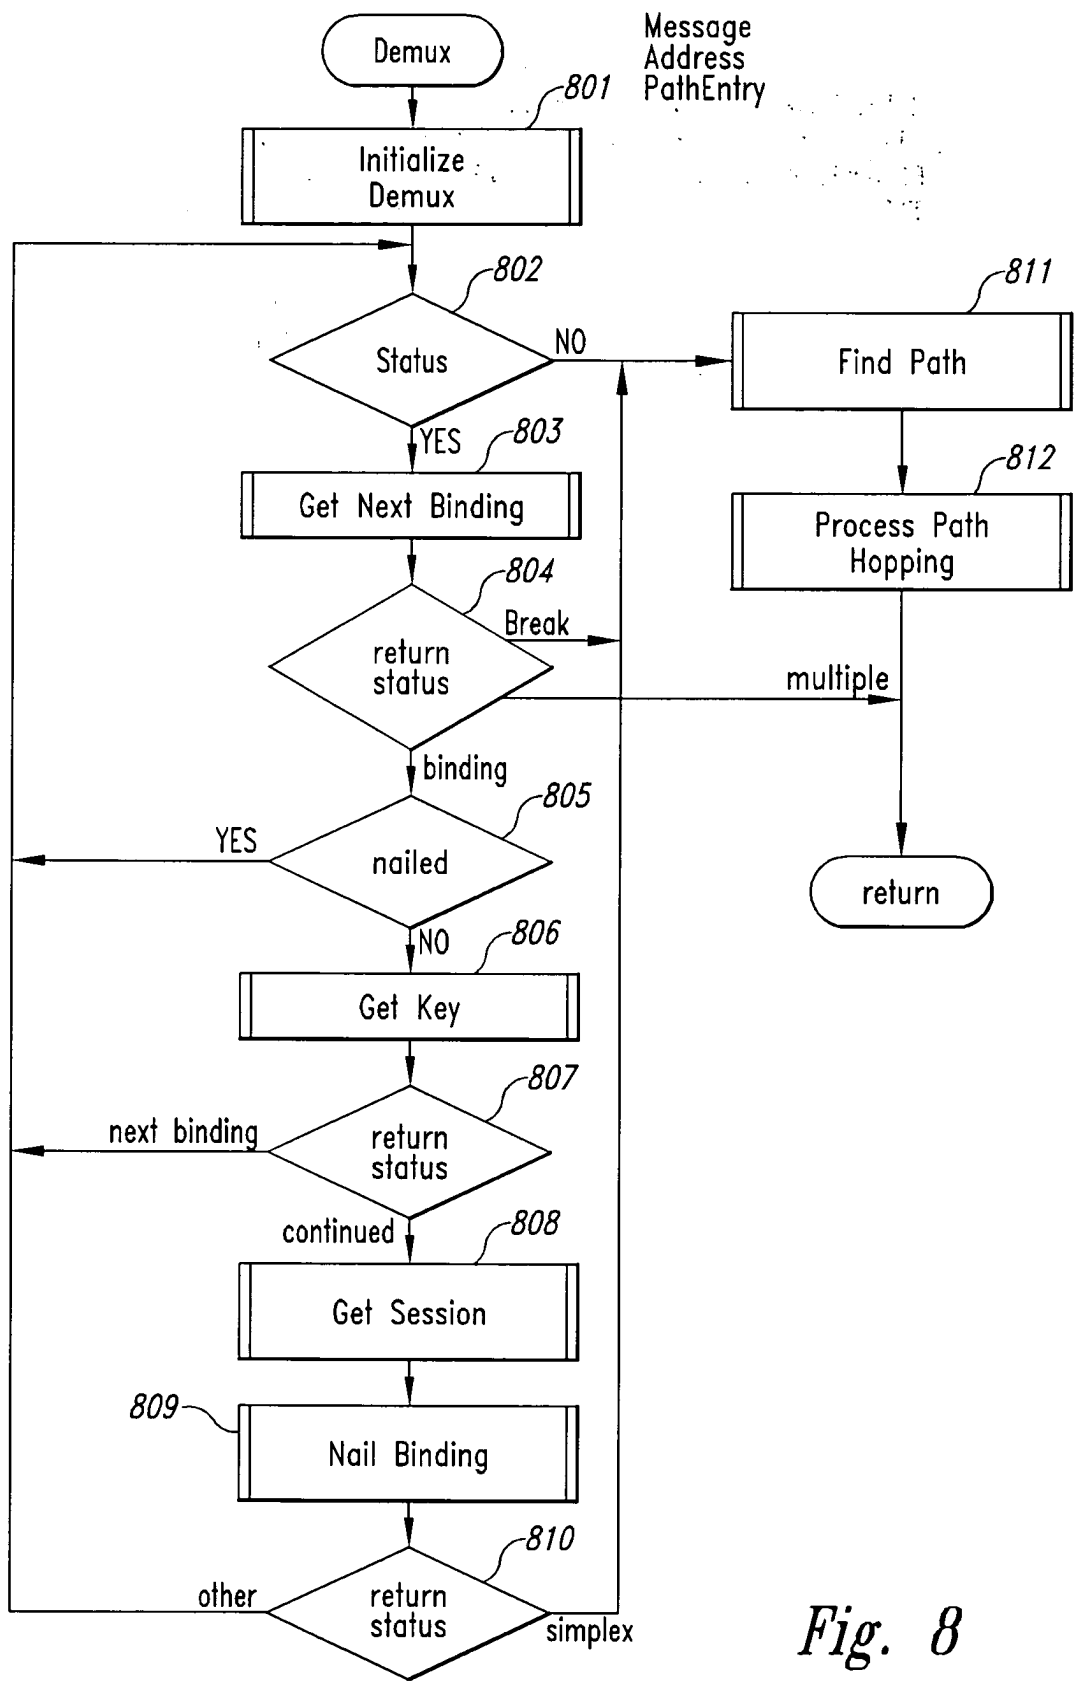 Demux
Message
Address
PathEntry
801
Initialize
Demux
802
Status
NO
811
Find Path
YES
803
Get Next Binding
812
Process Path
Hopping
804
return
status
Break
multiple
binding
805
YES
nailed
return
NO
806
Get Key
807
next binding
return
status
continued
808
Get Session
809
Nail Binding
810
other
return
status
simplex
Fig. 8